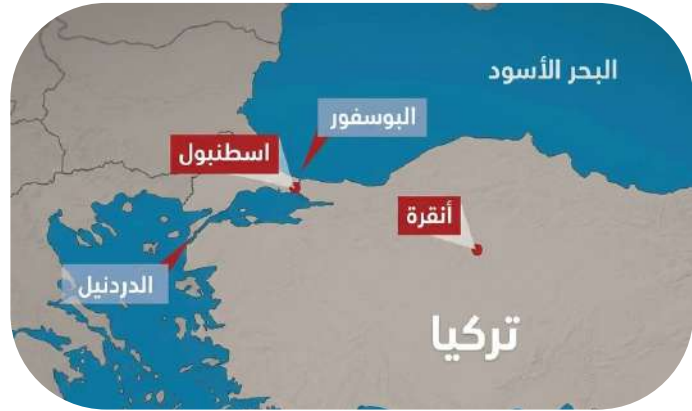 البحر الأسود
البوسفور
اسطنبول
أنقرة
الدردنيل
تركيا